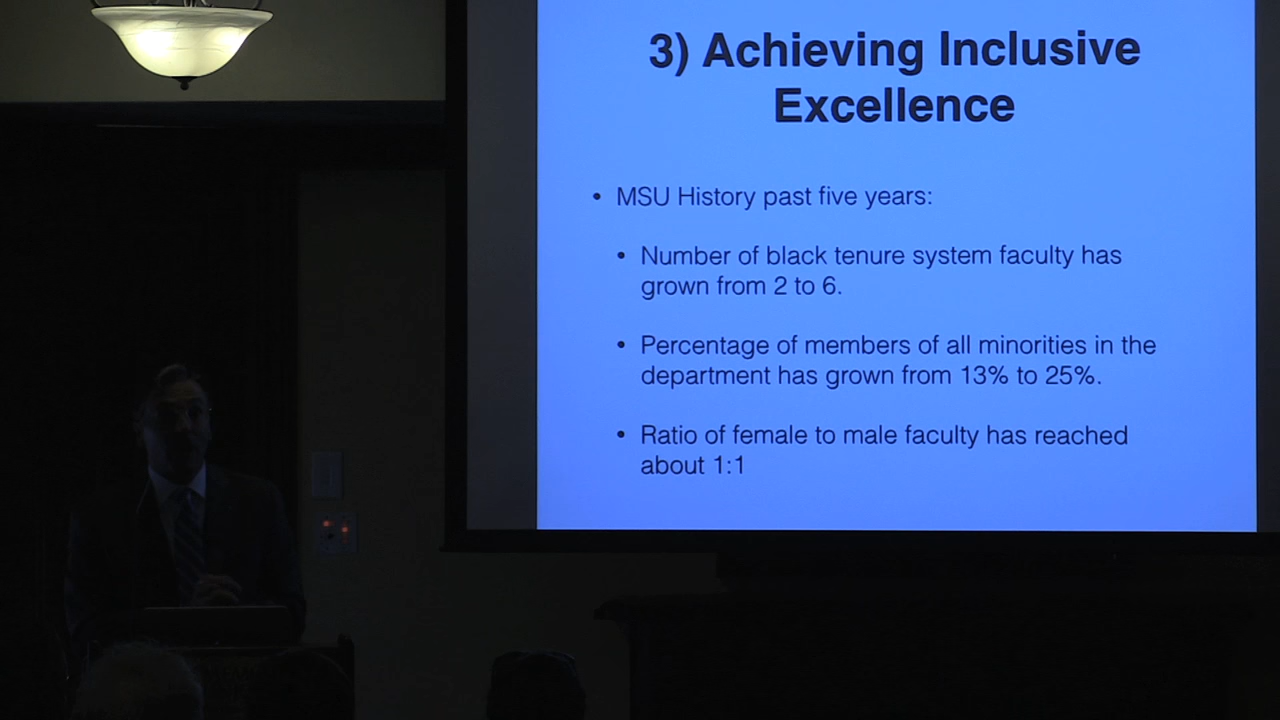 3) Achieving Inclusive
Excellence
• MSU History past five years:
• Number of black tenure system faculty has
grown from 2 to 6.
• Percentage of members of all minorities in the
department has grown from 13% to 25%.
• Ratio of female to male faculty has reached
about 1:1